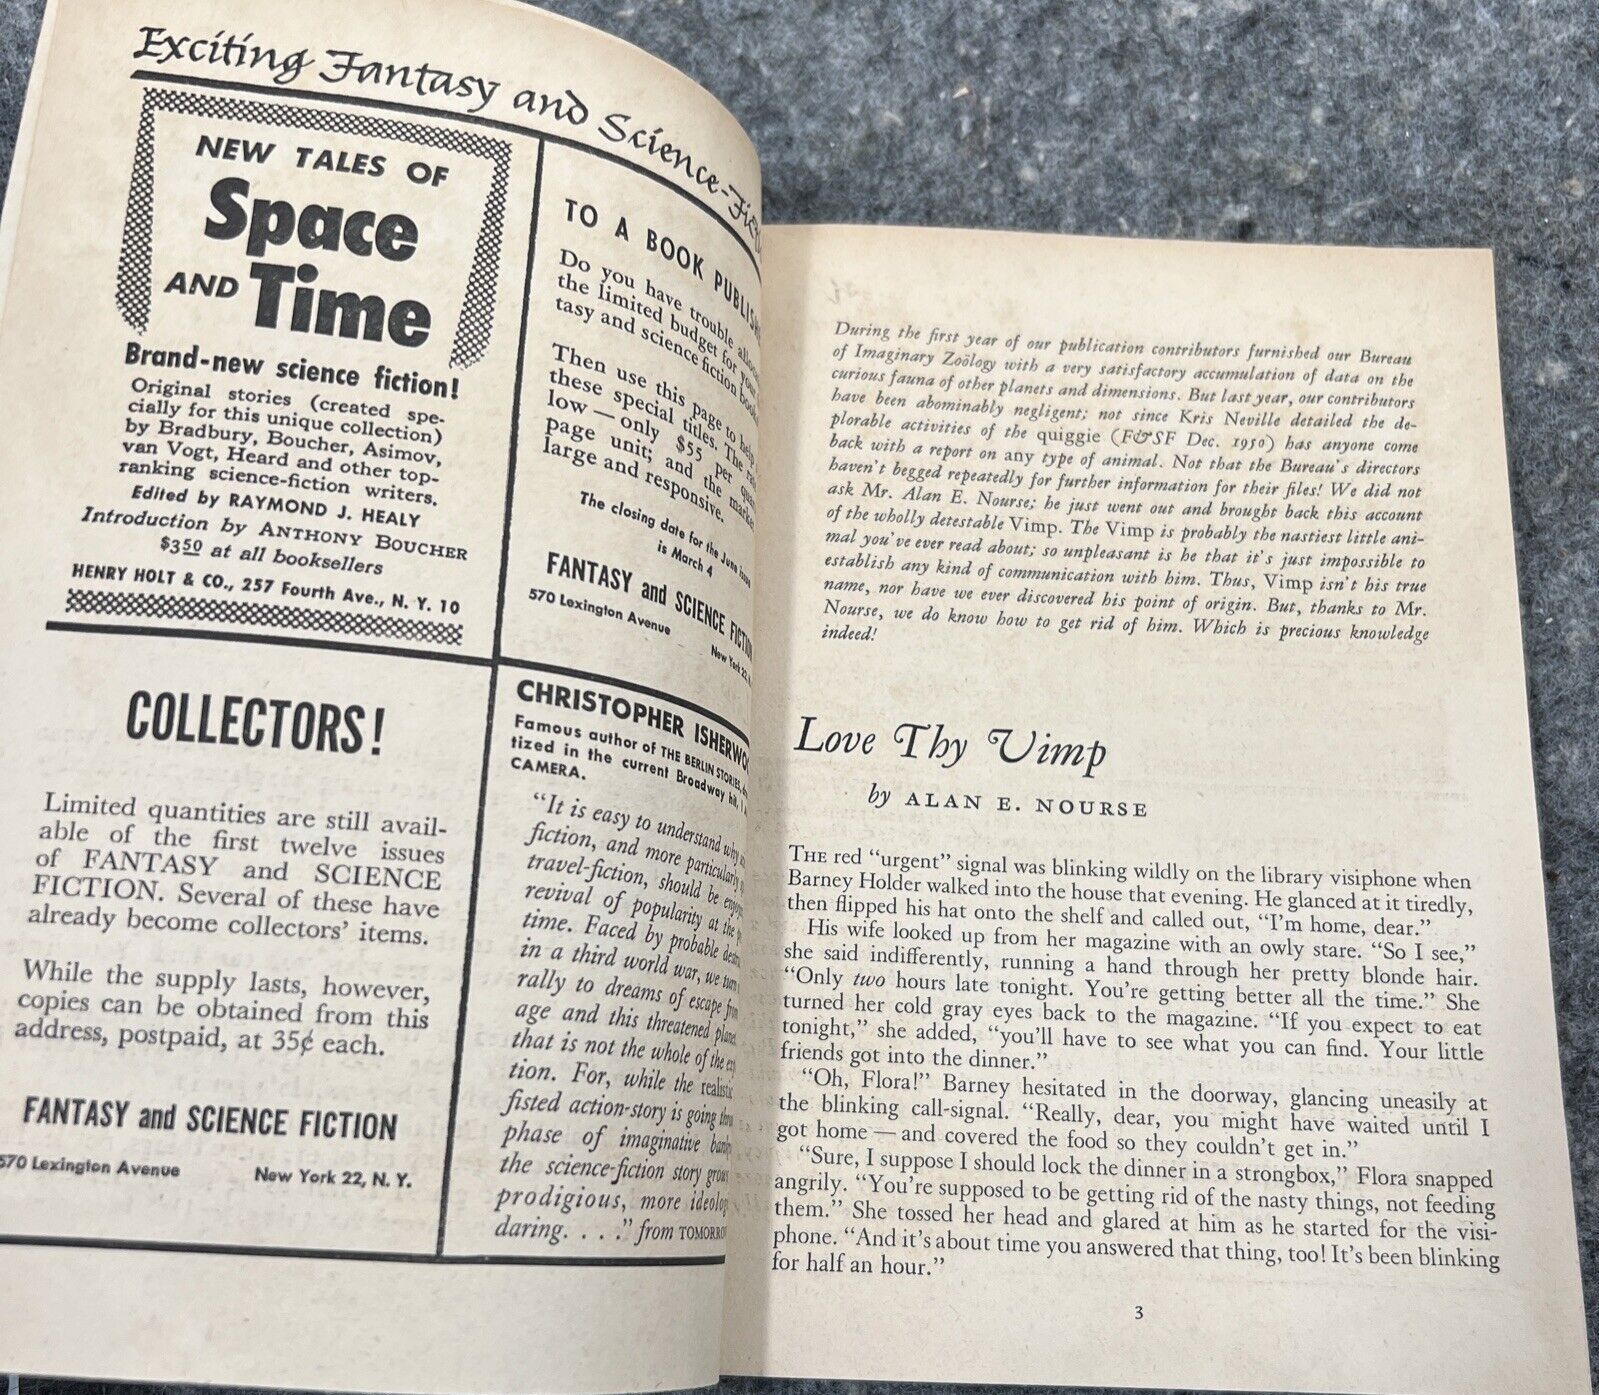 Exciting Fantasy and Science-
NEW TALES OF
Space
AND Time
Brand-new science fiction!
Original stories (created spe-
cially for this unique collection)
by Bradbury, Boucher, Asimov,
van Vogt, Heard and other top-
ranking science-fiction writers.
Edited by RAYMOND J. HEALY
Introduction by ANTHONY BOUCHER
$3.50 at all booksellers
HENRY HOLT & CO., 257 Fourth Ave., N. Y. 10
TO A BOOK
Do you have trouble
the limited budget for your
tasy and science fiction
Then use this page to help
these special titles. The
low — only $55 per
page unit; and the
large and responsive.
The closing date for the June issue
is March 4
FANTASY and SCIENCE
570 Lexington Avenue
New York 22,
COLLECTORS!
Limited quantities are still avail-
able of the first twelve issues
of FANTASY and SCIENCE
FICTION. Several of these have
already become collectors' items.
While the supply lasts, however,
copies can be obtained from this
address, postpaid, at 35¢ each.
FANTASY and SCIENCE FICTION
570 Lexington Avenue New York 22, N. Y.
CHRISTOPHER
Famous author of THE BERLIN STORIES,
tized in the current Broadway hit,
CAMERA.
"It is easy to understand why
fiction, and more particularly
travel-fiction, should be
revival of popularity at the
time. Faced by probable
in a third world war, we turn
rally to dreams of escape from
age and this threatened
that is not the whole of the
tion. For, while the
fisted action-story is going
phase of imaginative
the science-fiction story
prodigious, more
daring. . . ." from
During the first year of our publication contributors furnished our Bureau
of Imaginary Zoölogy with a very satisfactory accumulation of data on the
curious fauna of other planets and dimensions. But last year, our contributors
have been abominably negligent; not since Kris Neville detailed the de-
plorable activities of the quiggie (F&SF Dec. 1950) has anyone come
back with a report on any type of animal. Not that the Bureau's directors
haven't begged repeatedly for further information for their files! We did not
ask Mr. Alan E. Nourse; he just went out and brought back this account
of the wholly detestable Vimp. The Vimp is probably the nastiest little ani-
mal you've ever read about; so unpleasant is he that it's just impossible to
establish any kind of communication with him. Thus, Vimp isn't his true
name, nor have we ever discovered his point of origin. But, thanks to Mr.
Nourse, we do know how to get rid of him. Which is precious knowledge
indeed!
Love Thy Vimp
by ALAN E. NOURSE
THE red "urgent" signal was blinking wildly on the library visiphone when
Barney Holder walked into the house that evening. He glanced at it tiredly,
then flipped his hat onto the shelf and called out, "I'm home, dear."
His wife looked up from her magazine with an owly stare. "So I see,"
she said indifferently, running a hand through her pretty blonde hair.
"Only two hours late tonight. You're getting better all the time." She
turned her cold gray eyes back to the magazine. "If you expect to eat
tonight," she added, "you'll have to see what you can find. Your little
friends got into the dinner."
"Oh, Flora!" Barney hesitated in the doorway, glancing uneasily at
the blinking call-signal. "Really, dear, you might have waited until I
got home — and covered the food so they couldn't get in."
"Sure, I suppose I should lock the dinner in a strongbox," Flora snapped
angrily. "You're supposed to be getting rid of the nasty things, not feeding
them." She tossed her head and glared at him as he started for the visi-
phone. "And it's about time you answered that thing, too! It's been blinking
for half an hour."
3